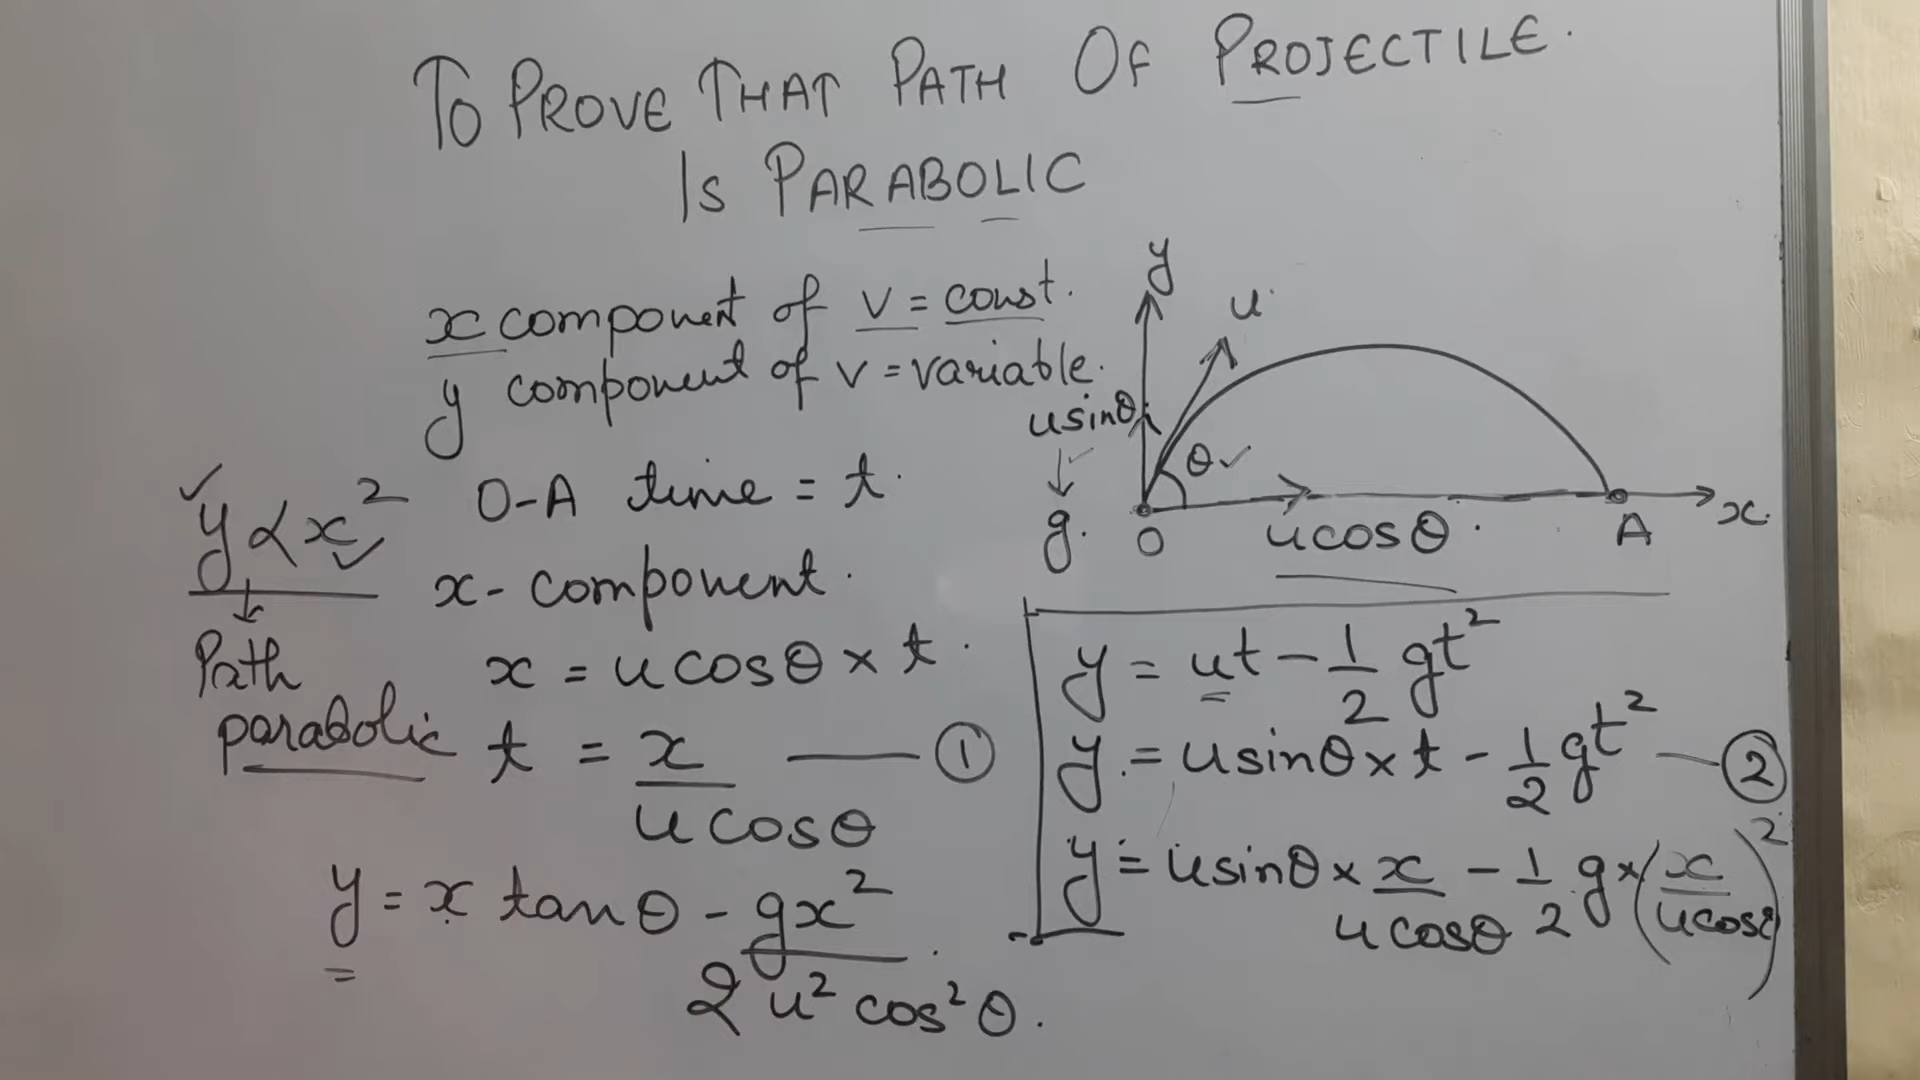 TO PROVE THAT PATH OF PROJECTILE.
IS PARABOLIC
x component of v = const.
y component of v = variable.
y
u
usinθ
θ
g.
O
ucosθ.
A
x.
y ∝ x²
Path
parabolic
O-A time = t.
x-component.
x = ucosθ × t.
t = x/ucosθ — ①
y = x tanθ - gx²/2u² cos²θ.
y = ut - 1/2 gt²
y = usinθ × t - 1/2 gt² — ②
y = usinθ × x/ucosθ - 1/2 g × (x/ucosθ)²